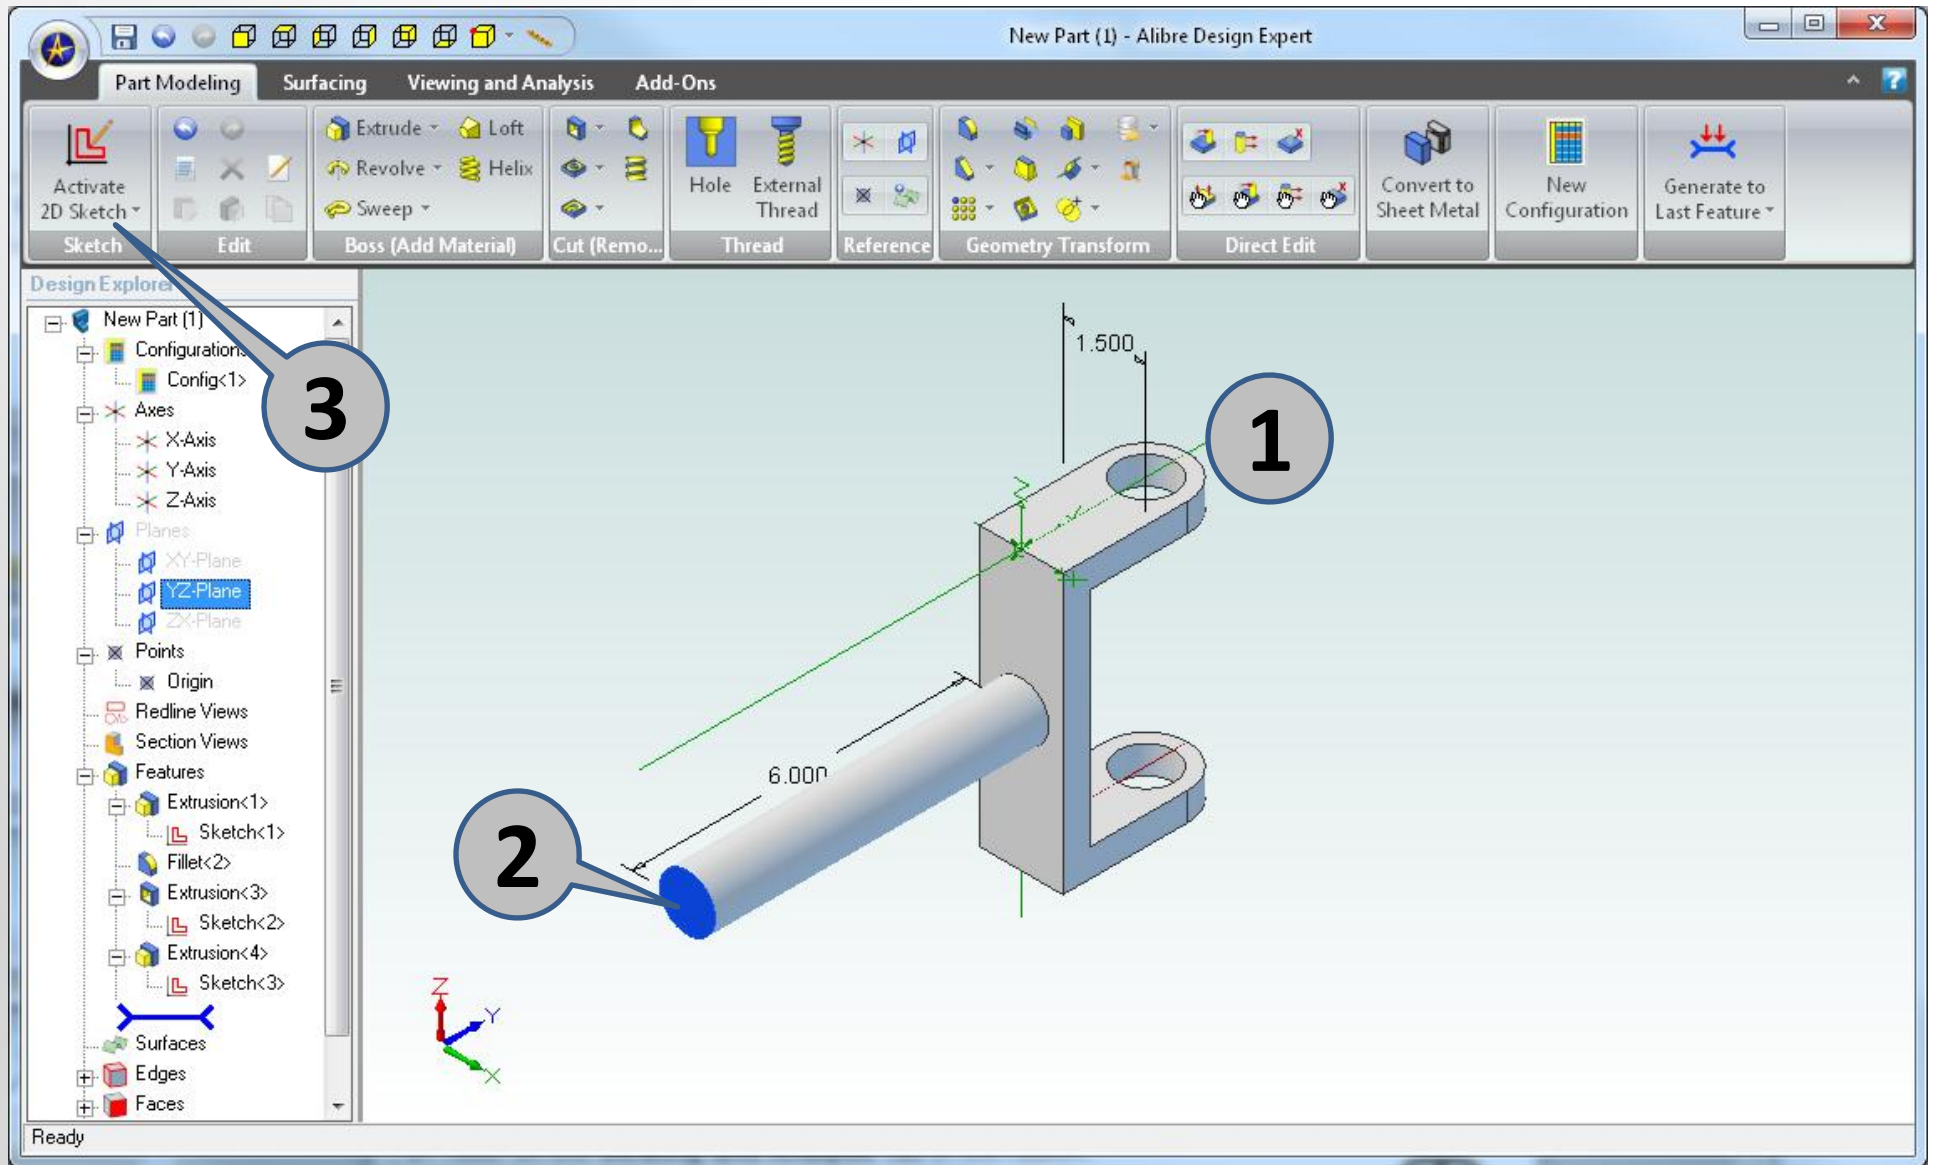 New Part (1) - Alibre Design Expert
Part Modeling Surfacing Viewing and Analysis Add-Ons
Activate
2D Sketch
Sketch
Edit
Extrude Loft
Revolve Helix
Sweep
Boss (Add Material)
Cut (Remo...
Hole
External
Thread
Thread
Reference
Geometry Transform
Direct Edit
Convert to
Sheet Metal
New
Configuration
Generate to
Last Feature
Design Explorer
New Part (1)
Configurations
Config<1>
Axes
X-Axis
Y-Axis
Z-Axis
Planes
XY-Plane
YZ-Plane
ZX-Plane
Points
Origin
Redline Views
Section Views
Features
Extrusion<1>
Sketch<1>
Fillet<2>
Extrusion<3>
Sketch<2>
Extrusion<4>
Sketch<3>
Surfaces
Edges
Faces
3
1.500
1
6.000
2
Z
Y
X
Ready